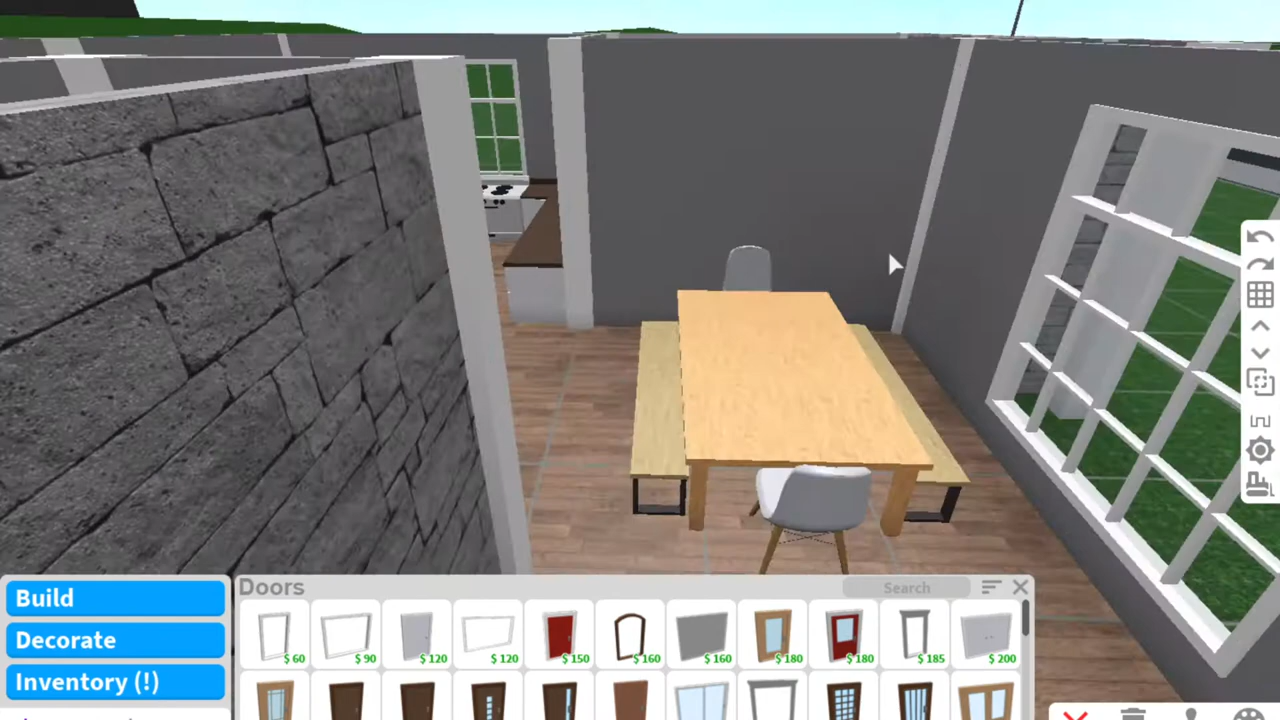 Build
Decorate
Inventory (!)
Doors
Search
$ 60
$ 90
$ 120
$ 120
$ 150
$ 160
$ 160
$ 180
$ 180
$ 185
$ 200